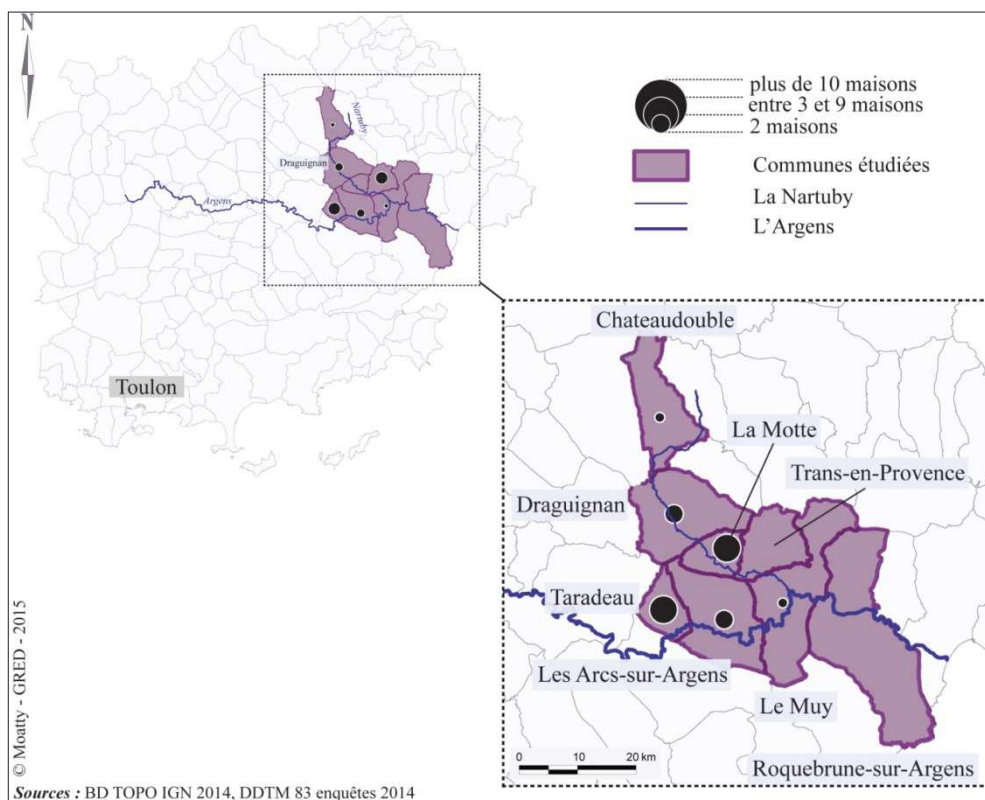 N
Nartuby
Draguignan
Argens
Toulon
plus de 10 maisons
entre 3 et 9 maisons
2 maisons
Communes étudiées
La Nartuby
L'Argens
Chateaudouble
La Motte
Trans-en-Provence
Draguignan
Taradeau
Les Arcs-sur-Argens
Le Muy
Roquebrune-sur-Argens
0 10 20 km
© Moatty - GRED - 2015
Sources : BD TOPO IGN 2014, DDTM 83 enquêtes 2014